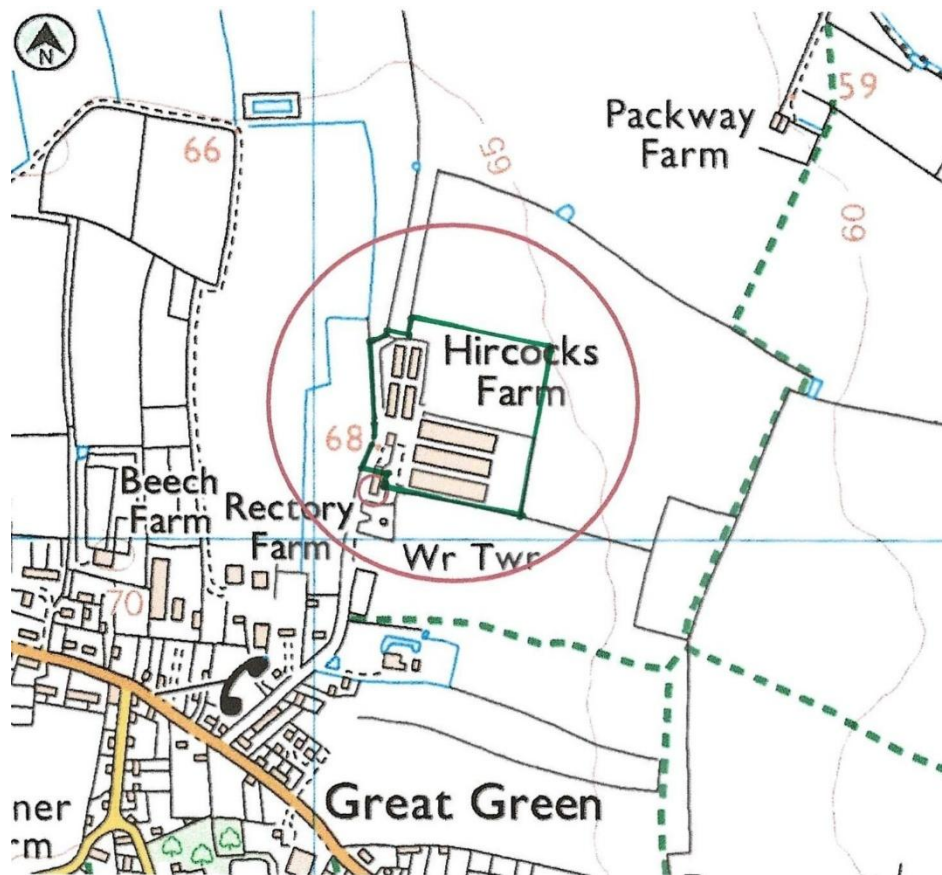 N
Packway
Farm
59
66
65
60
Hircocks
Farm
68
Beech
Farm
Rectory
Farm
Wr Twr
70
Great Green
ner
rm